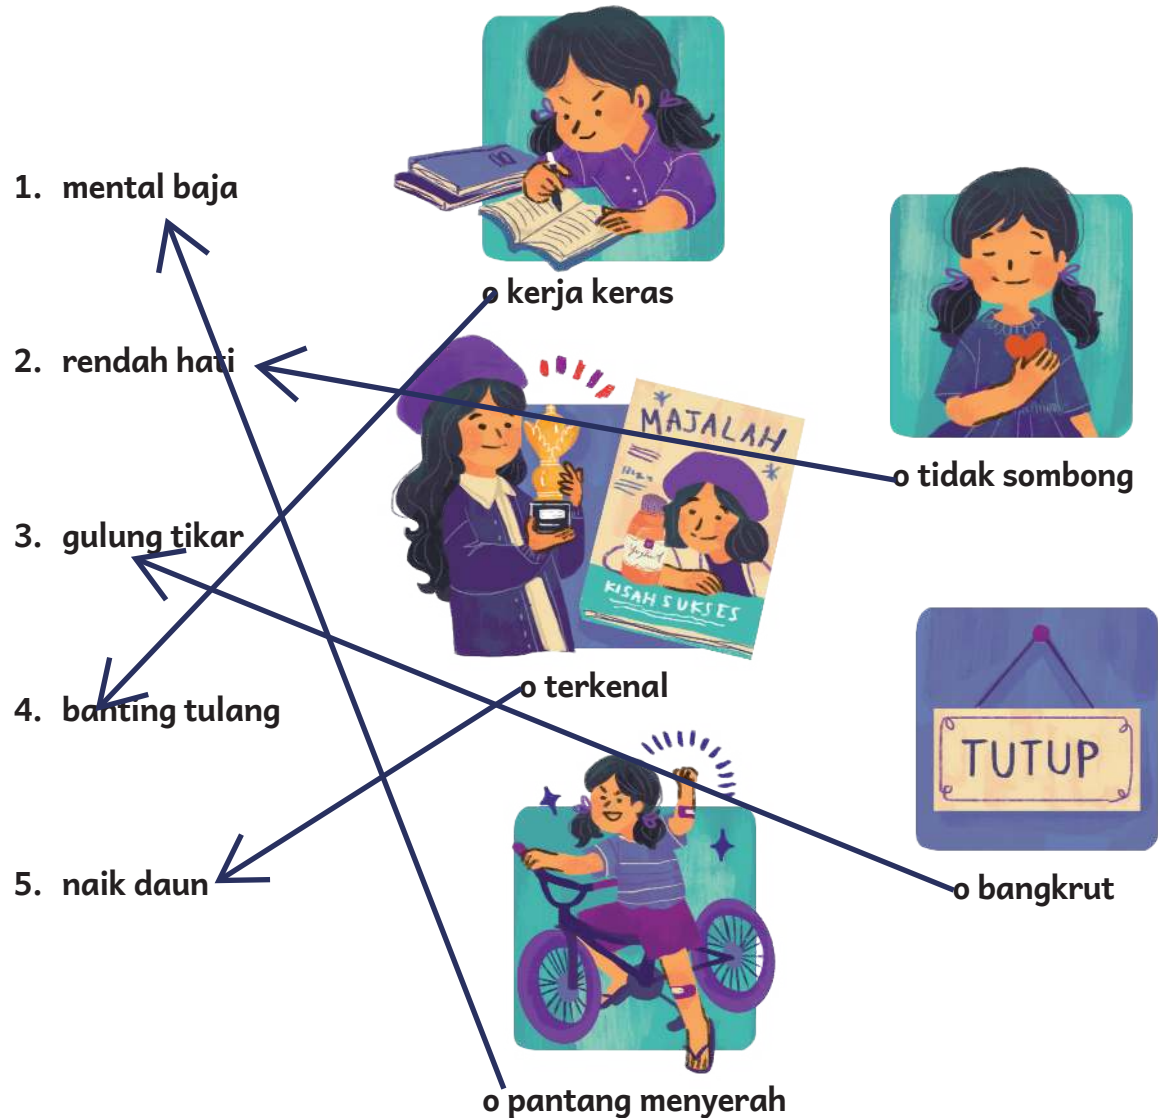 1. mental baja
o kerja keras
2. rendah hati
MAJALAH
o tidak sombong
3. gulung tikar
KISAH SUKSES
4. banting tulang
o terkenal
TUTUP
5. naik daun
o bangkrut
o pantang menyerah